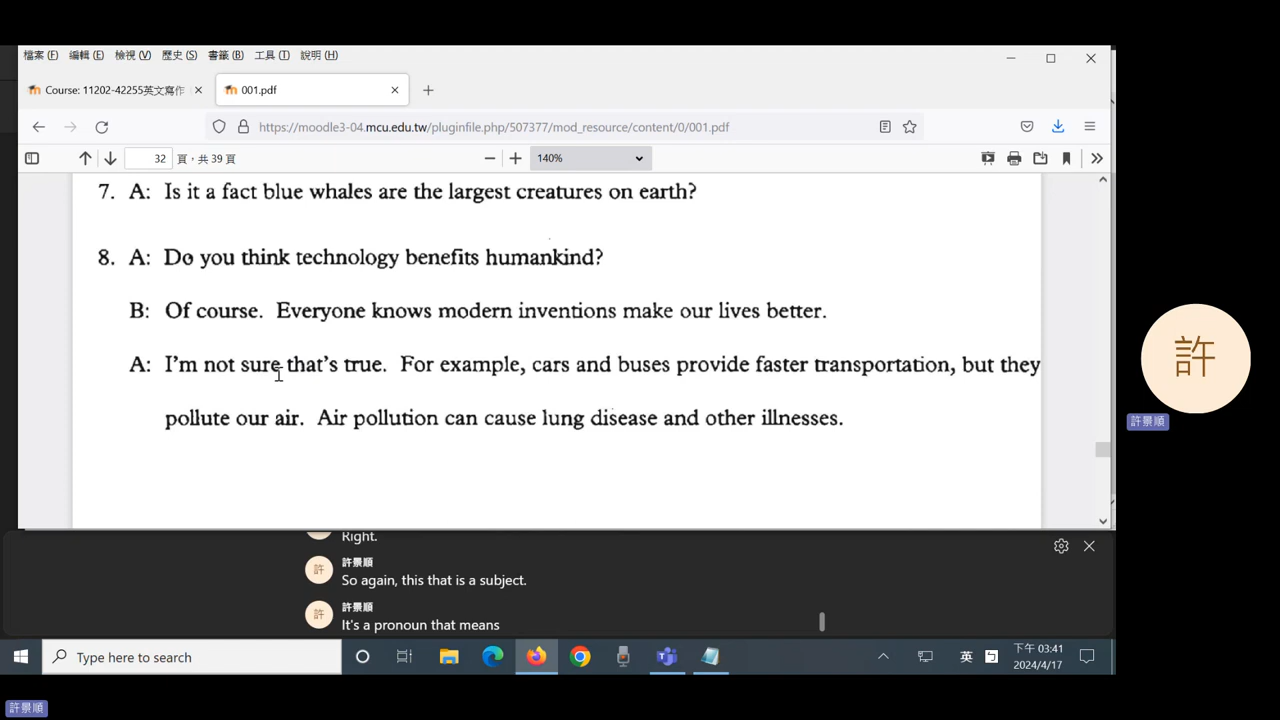 檔案(F) 編輯(E) 檢視(V) 歷史(S) 書籤(B) 工具(T) 說明(H)
Course: 11202-42255英文寫作
001.pdf
https://moodle3-04.mcu.edu.tw/pluginfile.php/507377/mod_resource/content/0/001.pdf
32 頁,共 39 頁
140%
7. A: Is it a fact blue whales are the largest creatures on earth?
8. A: Do you think technology benefits humankind?
B: Of course. Everyone knows modern inventions make our lives better.
A: I'm not sure that's true. For example, cars and buses provide faster transportation, but they
pollute our air. Air pollution can cause lung disease and other illnesses.
許
許景順
Right.
許景順
許
So again, this that is a subject.
許景順
許
It's a pronoun that means
Type here to search
英
下午 03:41
2024/4/17
許景順